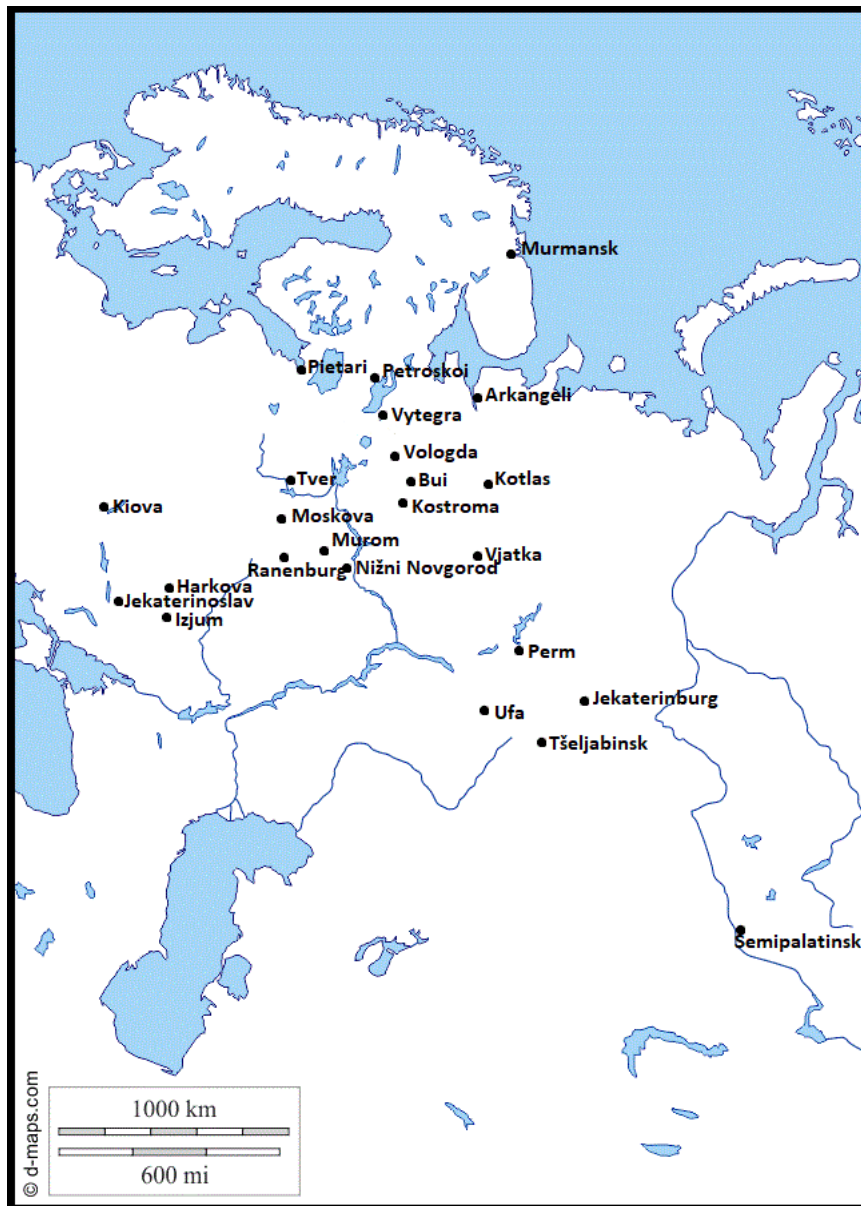 Murmansk
Pietari
Petroskoi
Arkangeli
Vytegra
Vologda
Tver
Bui
Kotlas
Kiova
Kostroma
Moskova
Murom
Vjatka
Ranenburg
Nižni Novgorod
Harkova
Jekaterinoslav
Izjum
Perm
Jekaterinburg
Ufa
Tšeljabinsk
Semipalatinsk
1000 km
600 mi
© d-maps.com